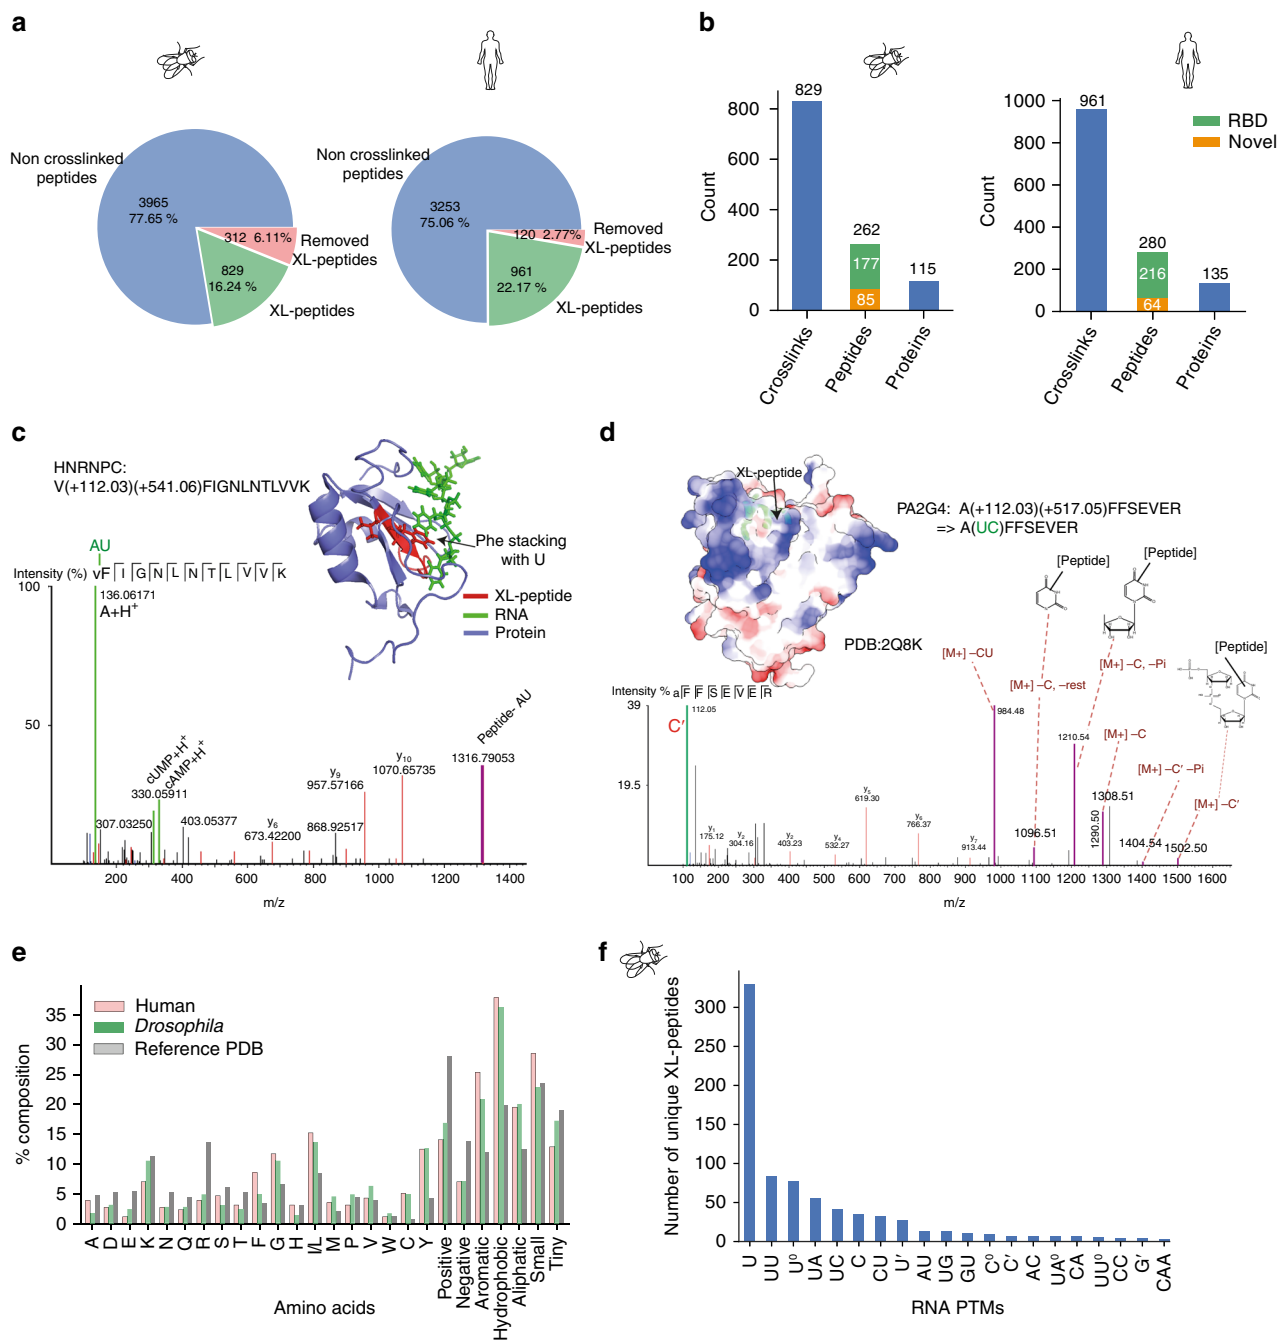 a
Non crosslinked
peptides
3965
77.65 %
312 6.11%
Removed
XL-peptides
829
16.24 %
XL-peptides
Non crosslinked
peptides
3253
75.06 %
120 2.77%
Removed
XL-peptides
961
22.17 %
XL-peptides
b
Count
800
600
400
200
0
829
262
177
85
115
Crosslinks
Peptides
Proteins
Count
1000
800
600
400
200
0
961
280
216
64
135
RBD
Novel
Crosslinks
Peptides
Proteins
c
HNRNPC:
V(+112.03)(+541.06)FIGNLNTLVVK
AU
Intensity (%)
vF I G N L N T L V V K
Phe stacking
with U
XL-peptide
RNA
Protein
100
50
136.06171
A+H+
cUMP+H+
cAMP+H+
330.05911
307.03250
403.05377
y6
673.42200
y9
957.57166
868.92517
y10
1070.65735
Peptide- AU
1316.79053
200 400 600 800 1000 1200 1400
m/z
d
XL-peptide
PA2G4: A(+112.03)(+517.05)FFSEVER
=> A(UC)FFSEVER
PDB:2Q8K
[Peptide]
[Peptide]
[Peptide]
[M+] –CU
[M+] –C, –rest
[M+] –C, –Pi
[M+] –C
[M+] –C′ –Pi
[M+] –C′
Intensity %
aF F S E V E R
39
19.5
C′
112.05
y1
175.12
y2
304.16
y3
403.23
y4
532.27
y5
619.30
y6
766.37
y7
913.44
984.48
1096.51
1210.54
1290.50
1308.51
1404.54
1502.50
100 200 300 400 500 600 700 800 900 1000 1100 1200 1300 1400 1500 1600
m/z
e
% composition
35
30
25
20
15
10
5
0
Human
Drosophila
Reference PDB
A D E K N Q R S T F G H I/L M P V W C Y Positive Negative Aromatic Hydrophobic Aliphatic Small Tiny
Amino acids
f
Number of unique XL-peptides
300
250
200
150
100
50
0
U UU U⁰ UA UC C CU U′ AU UG GU C⁰ C′ AC UA⁰ CA UU⁰ CC G′ CAA
RNA PTMs